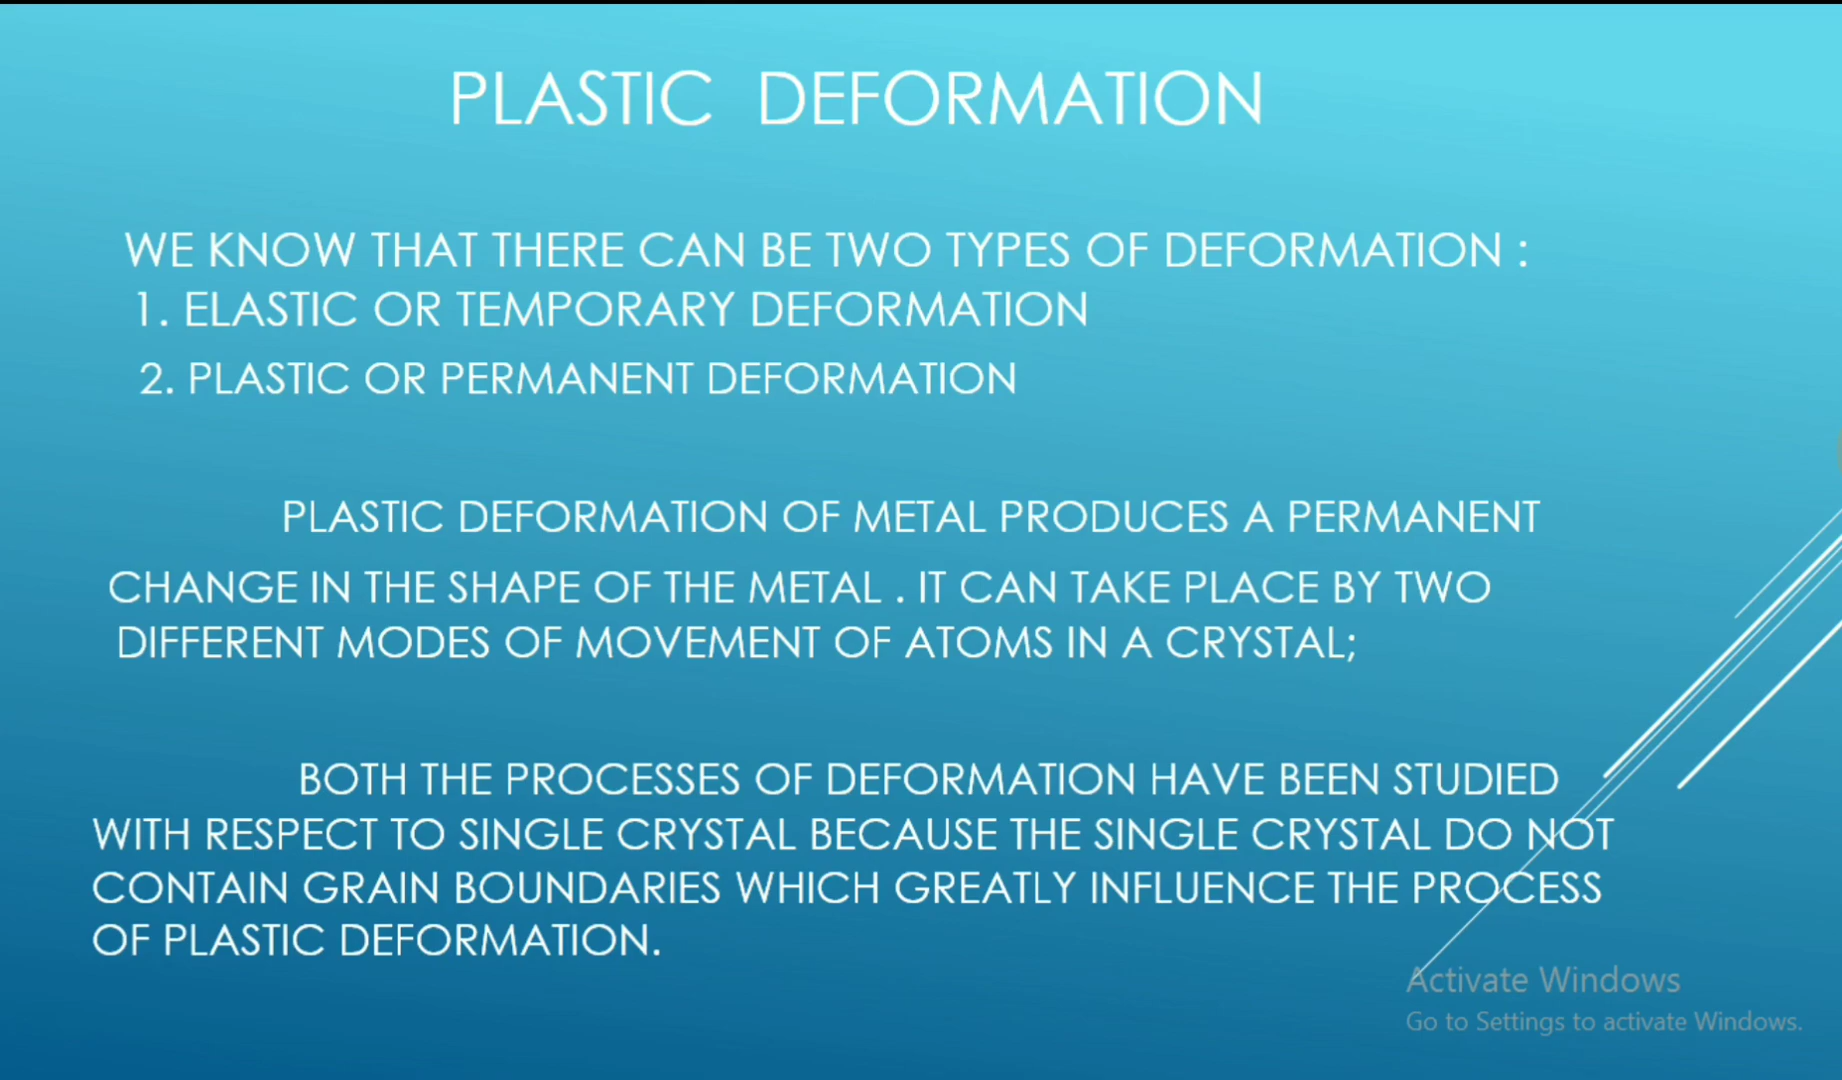 PLASTIC DEFORMATION
WE KNOW THAT THERE CAN BE TWO TYPES OF DEFORMATION :
1. ELASTIC OR TEMPORARY DEFORMATION
2. PLASTIC OR PERMANENT DEFORMATION
PLASTIC DEFORMATION OF METAL PRODUCES A PERMANENT
CHANGE IN THE SHAPE OF THE METAL . IT CAN TAKE PLACE BY TWO
DIFFERENT MODES OF MOVEMENT OF ATOMS IN A CRYSTAL;
BOTH THE PROCESSES OF DEFORMATION HAVE BEEN STUDIED
WITH RESPECT TO SINGLE CRYSTAL BECAUSE THE SINGLE CRYSTAL DO NOT
CONTAIN GRAIN BOUNDARIES WHICH GREATLY INFLUENCE THE PROCESS
OF PLASTIC DEFORMATION.
Activate Windows
Go to Settings to activate Windows.